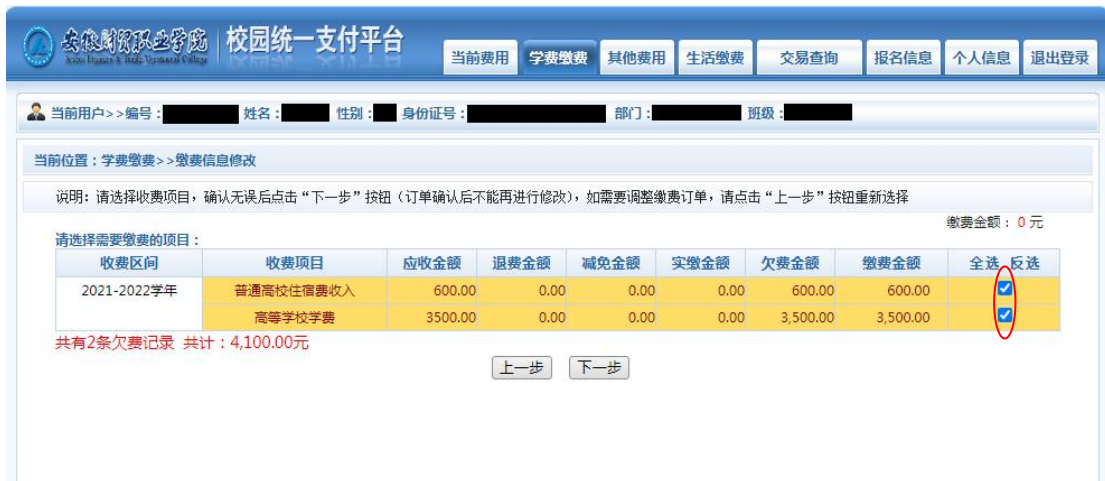 安徽财贸职业学院 校园统一支付平台
当前费用 学费缴费 其他费用 生活缴费 交易查询 报名信息 个人信息 退出登录
当前用户>>编号： 姓名： 性别： 身份证号： 部门： 班级：
当前位置：学费缴费>>缴费信息修改
说明：请选择收费项目，确认无误后点击“下一步”按钮（订单确认后不能再进行修改），如需要调整缴费订单，请点击“上一步”按钮重新选择
缴费金额：0元
请选择需要缴费的项目：
收费区间 收费项目 应收金额 退费金额 减免金额 实缴金额 欠费金额 缴费金额 全选 反选
2021-2022学年 普通高校住宿费收入 600.00 0.00 0.00 0.00 600.00 600.00
高等学校学费 3500.00 0.00 0.00 0.00 3,500.00 3,500.00
共有2条欠费记录 共计：4,100.00元
上一步 下一步